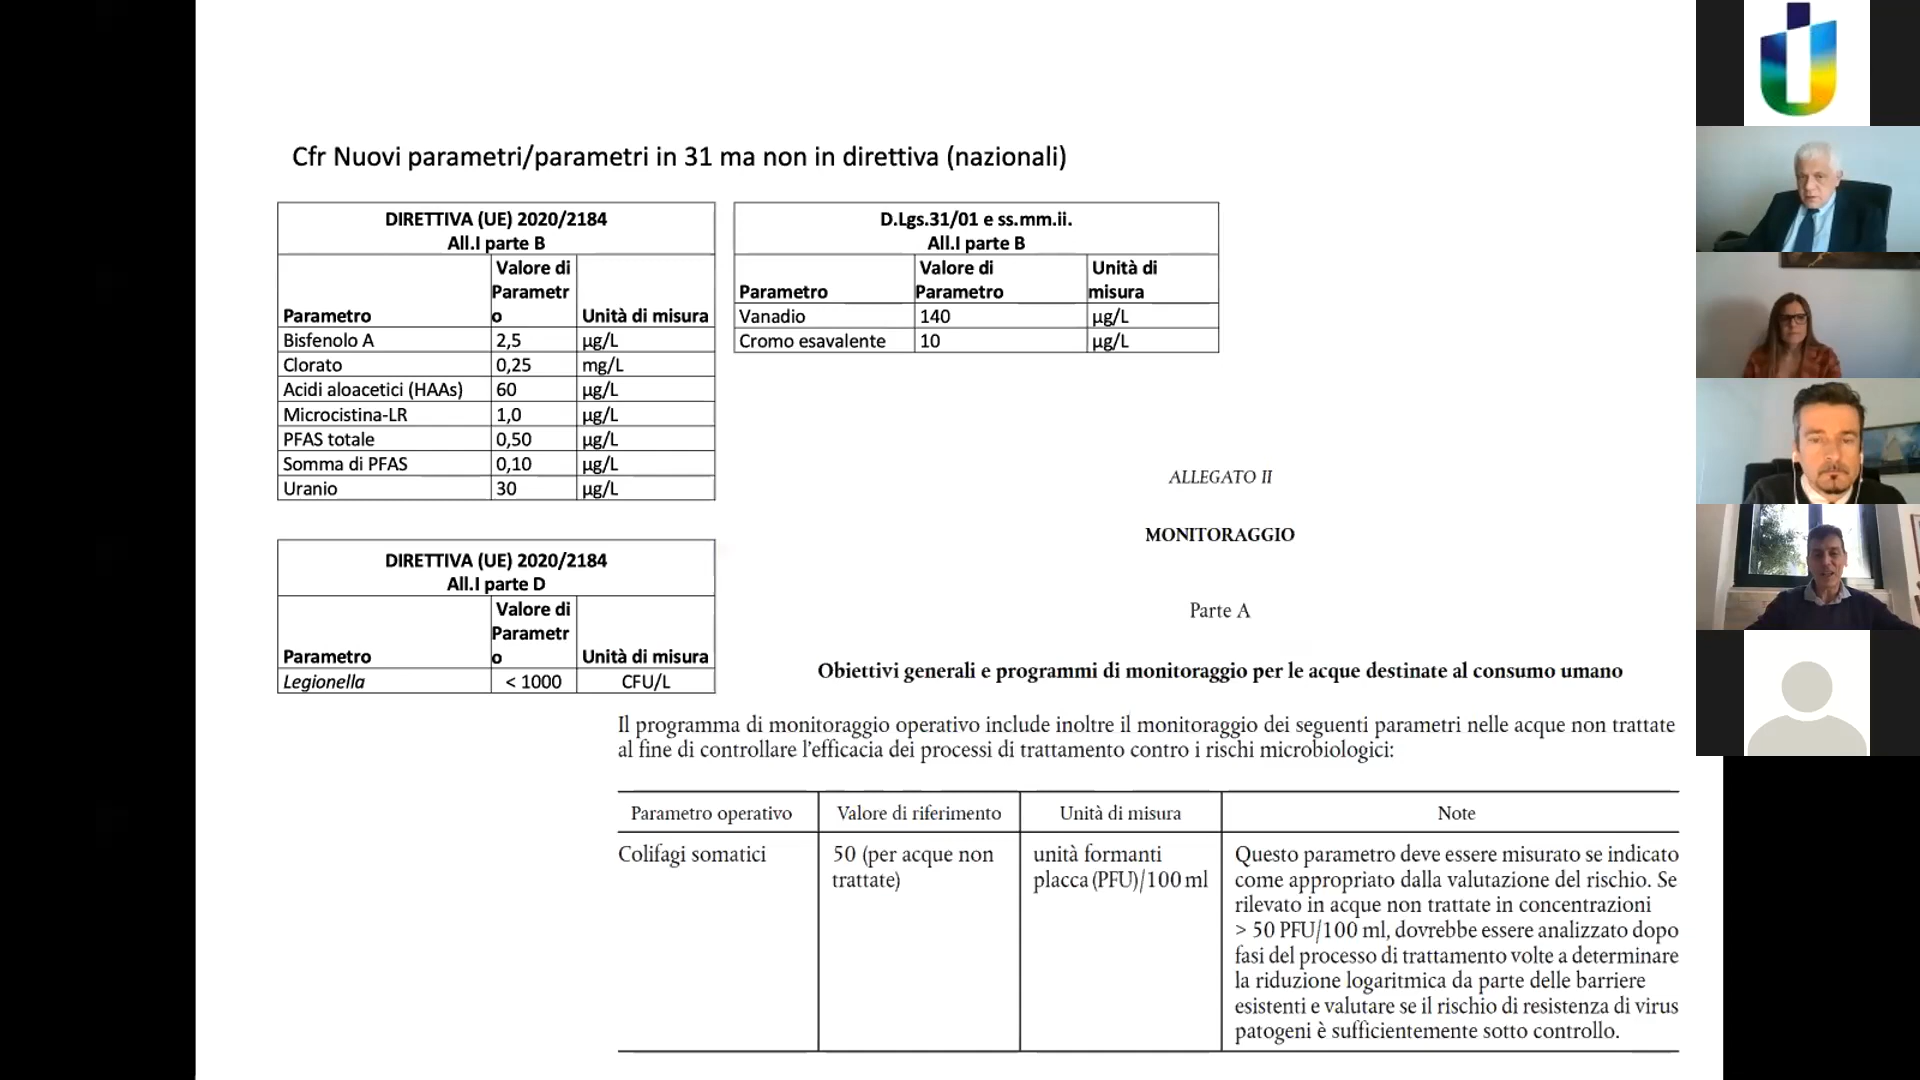 Cfr Nuovi parametri/parametri in 31 ma non in direttiva (nazionali)
DIRETTIVA (UE) 2020/2184
All.I parte B
Parametro Valore di Parametr o Unità di misura
Bisfenolo A 2,5 µg/L
Clorato 0,25 mg/L
Acidi aloacetici (HAAs) 60 µg/L
Microcistina-LR 1,0 µg/L
PFAS totale 0,50 µg/L
Somma di PFAS 0,10 µg/L
Uranio 30 µg/L
D.Lgs.31/01 e ss.mm.ii.
All.I parte B
Parametro Valore di Parametro Unità di misura
Vanadio 140 µg/L
Cromo esavalente 10 µg/L
DIRETTIVA (UE) 2020/2184
All.I parte D
Parametro Valore di Parametr o Unità di misura
Legionella < 1000 CFU/L
ALLEGATO II
MONITORAGGIO
Parte A
Obiettivi generali e programmi di monitoraggio per le acque destinate al consumo umano
Il programma di monitoraggio operativo include inoltre il monitoraggio dei seguenti parametri nelle acque non trattate
al fine di controllare l'efficacia dei processi di trattamento contro i rischi microbiologici:
Parametro operativo Valore di riferimento Unità di misura Note
Colifagi somatici
50 (per acque non
trattate)
unità formanti
placca (PFU)/100 ml
Questo parametro deve essere misurato se indicato
come appropriato dalla valutazione del rischio. Se
rilevato in acque non trattate in concentrazioni
> 50 PFU/100 ml, dovrebbe essere analizzato dopo
fasi del processo di trattamento volte a determinare
la riduzione logaritmica da parte delle barriere
esistenti e valutare se il rischio di resistenza di virus
patogeni è sufficientemente sotto controllo.